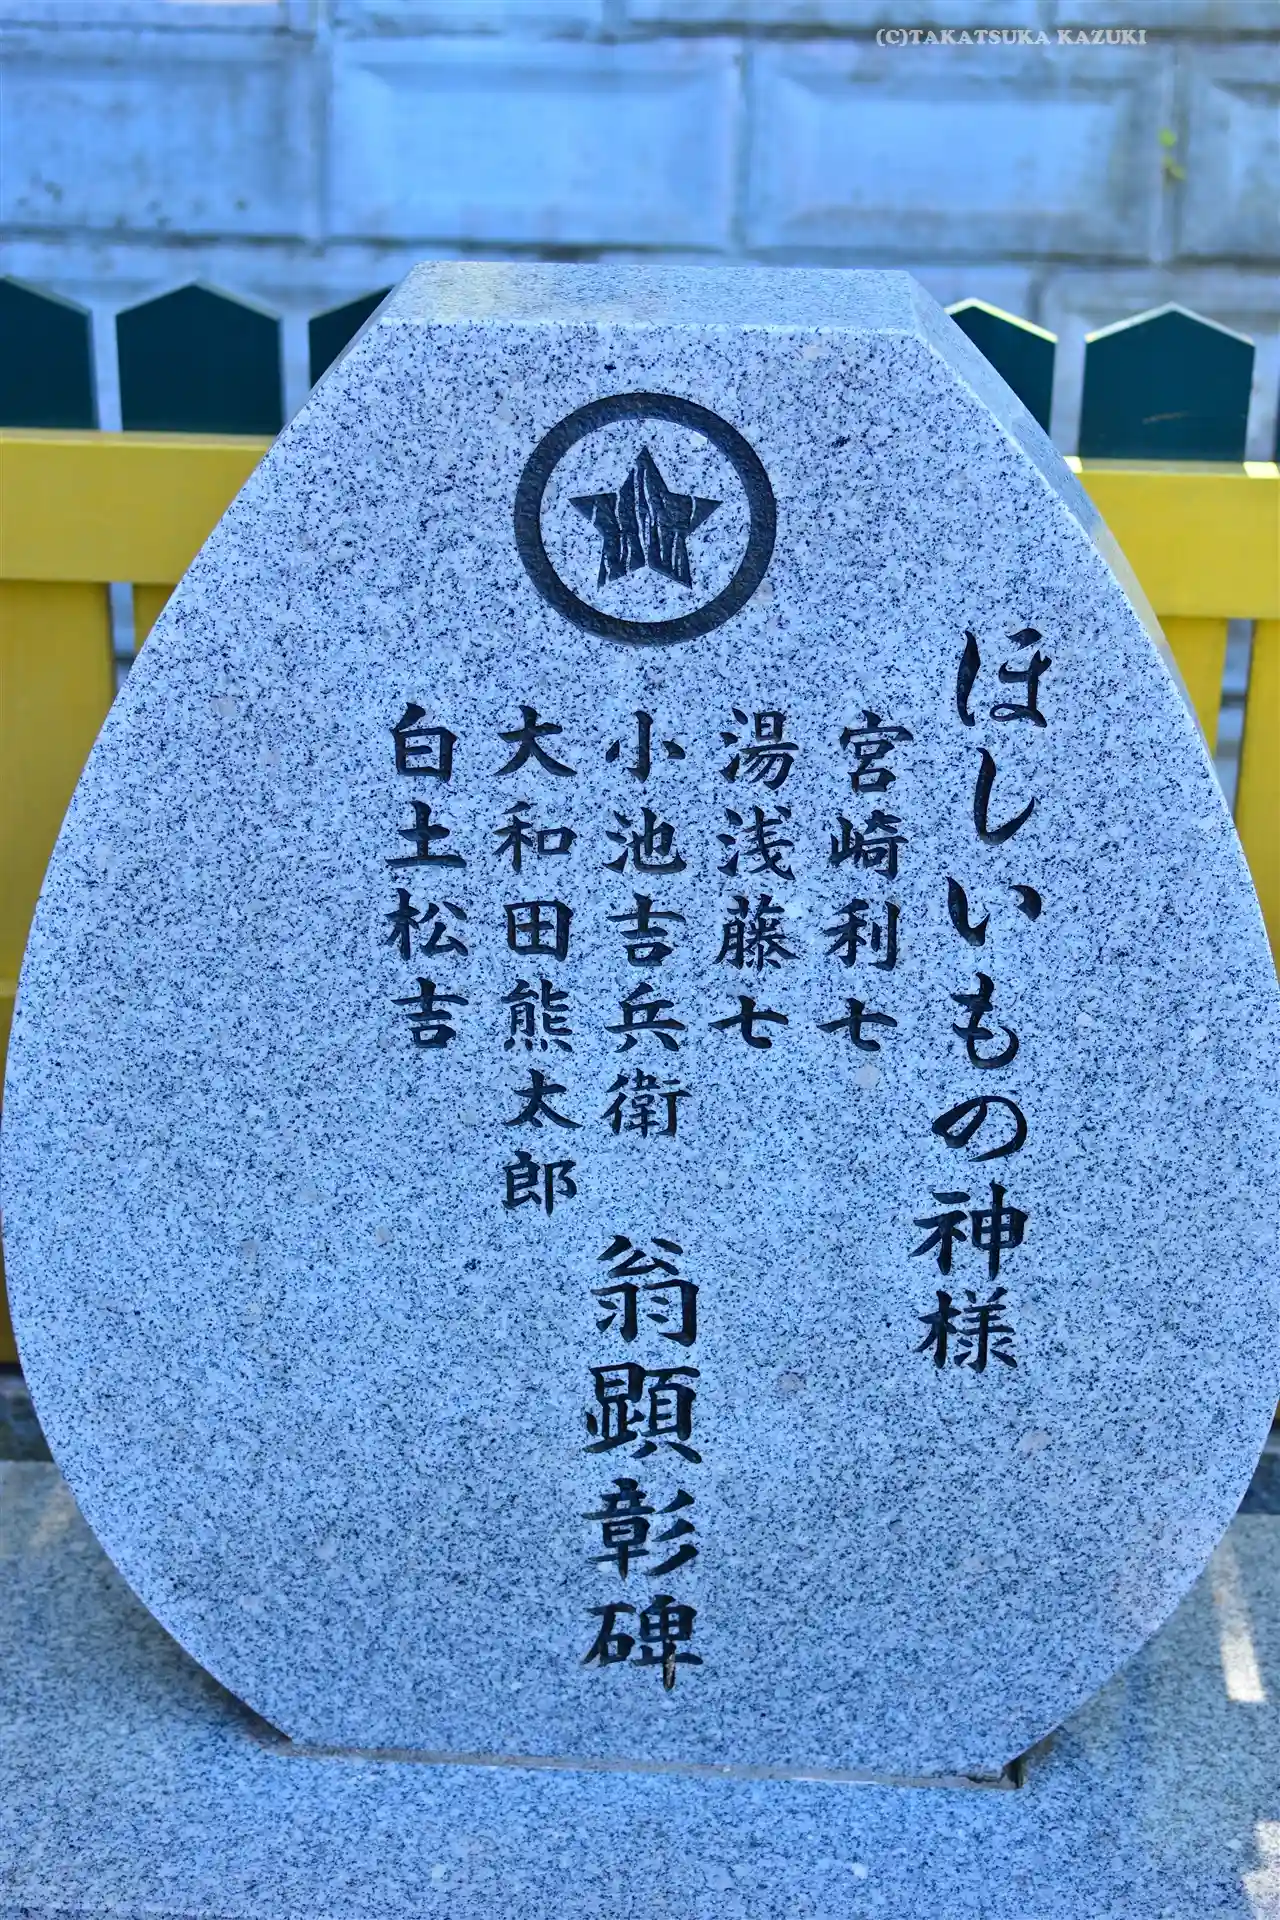 (C)TAKATSUKA KAZUKI
ほしいもの神様
宮崎利七
湯浅藤七
小池吉兵衛
大和田熊太郎
白土松吉
翁顕彰碑